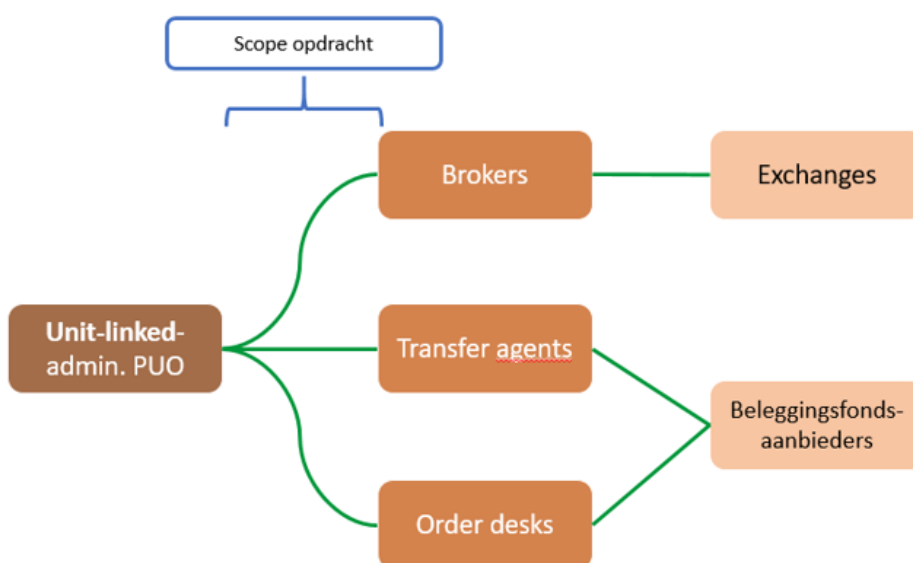 Scope opdracht
Brokers
Exchanges
Unit-linked-
admin. PUO
Transfer agents
Beleggingsfonds-
aanbieders
Order desks